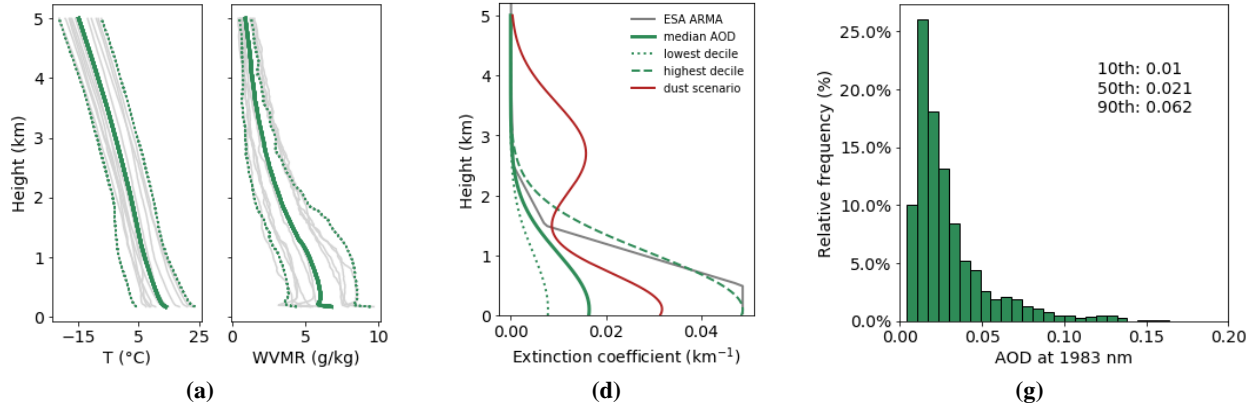 5
4
3
2
1
0
Height (km)
−15
5
25
T (°C)
0
5
10
WVMR (g/kg)
(a)
5
4
3
2
1
0
Height (km)
0.00
0.02
0.04
Extinction coefficient (km⁻¹)
ESA ARMA
median AOD
lowest decile
highest decile
dust scenario
(d)
25.0%
20.0%
15.0%
10.0%
5.0%
0.0%
Relative frequency (%)
10th: 0.01
50th: 0.021
90th: 0.062
0.00
0.05
0.10
0.15
0.20
AOD at 1983 nm
(g)